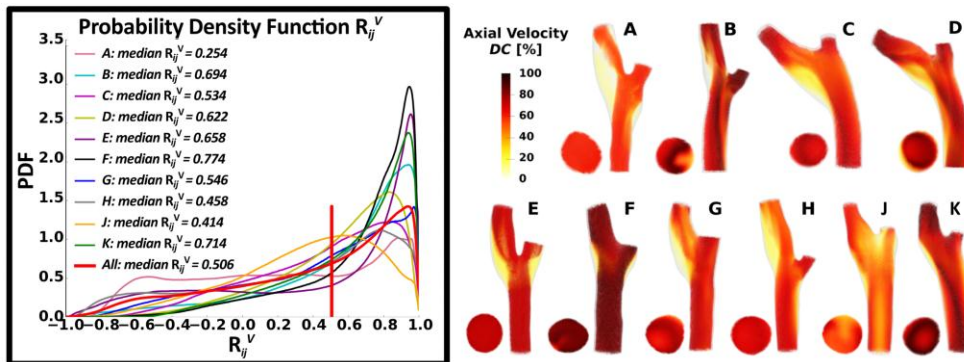 Probability Density Function R_ij^V
3.5
3.0
2.5
2.0
1.5
1.0
0.5
0.0
PDF
A: median R_ij^V = 0.254
B: median R_ij^V = 0.694
C: median R_ij^V = 0.534
D: median R_ij^V = 0.622
E: median R_ij^V = 0.658
F: median R_ij^V = 0.774
G: median R_ij^V = 0.546
H: median R_ij^V = 0.458
J: median R_ij^V = 0.414
K: median R_ij^V = 0.714
All: median R_ij^V = 0.506
−1.0 −0.8 −0.6 −0.4 −0.2 0.0 0.2 0.4 0.6 0.8 1.0
R_ij^V
Axial Velocity
DC [%]
100
80
60
40
20
0
A B C D
E F G H J K